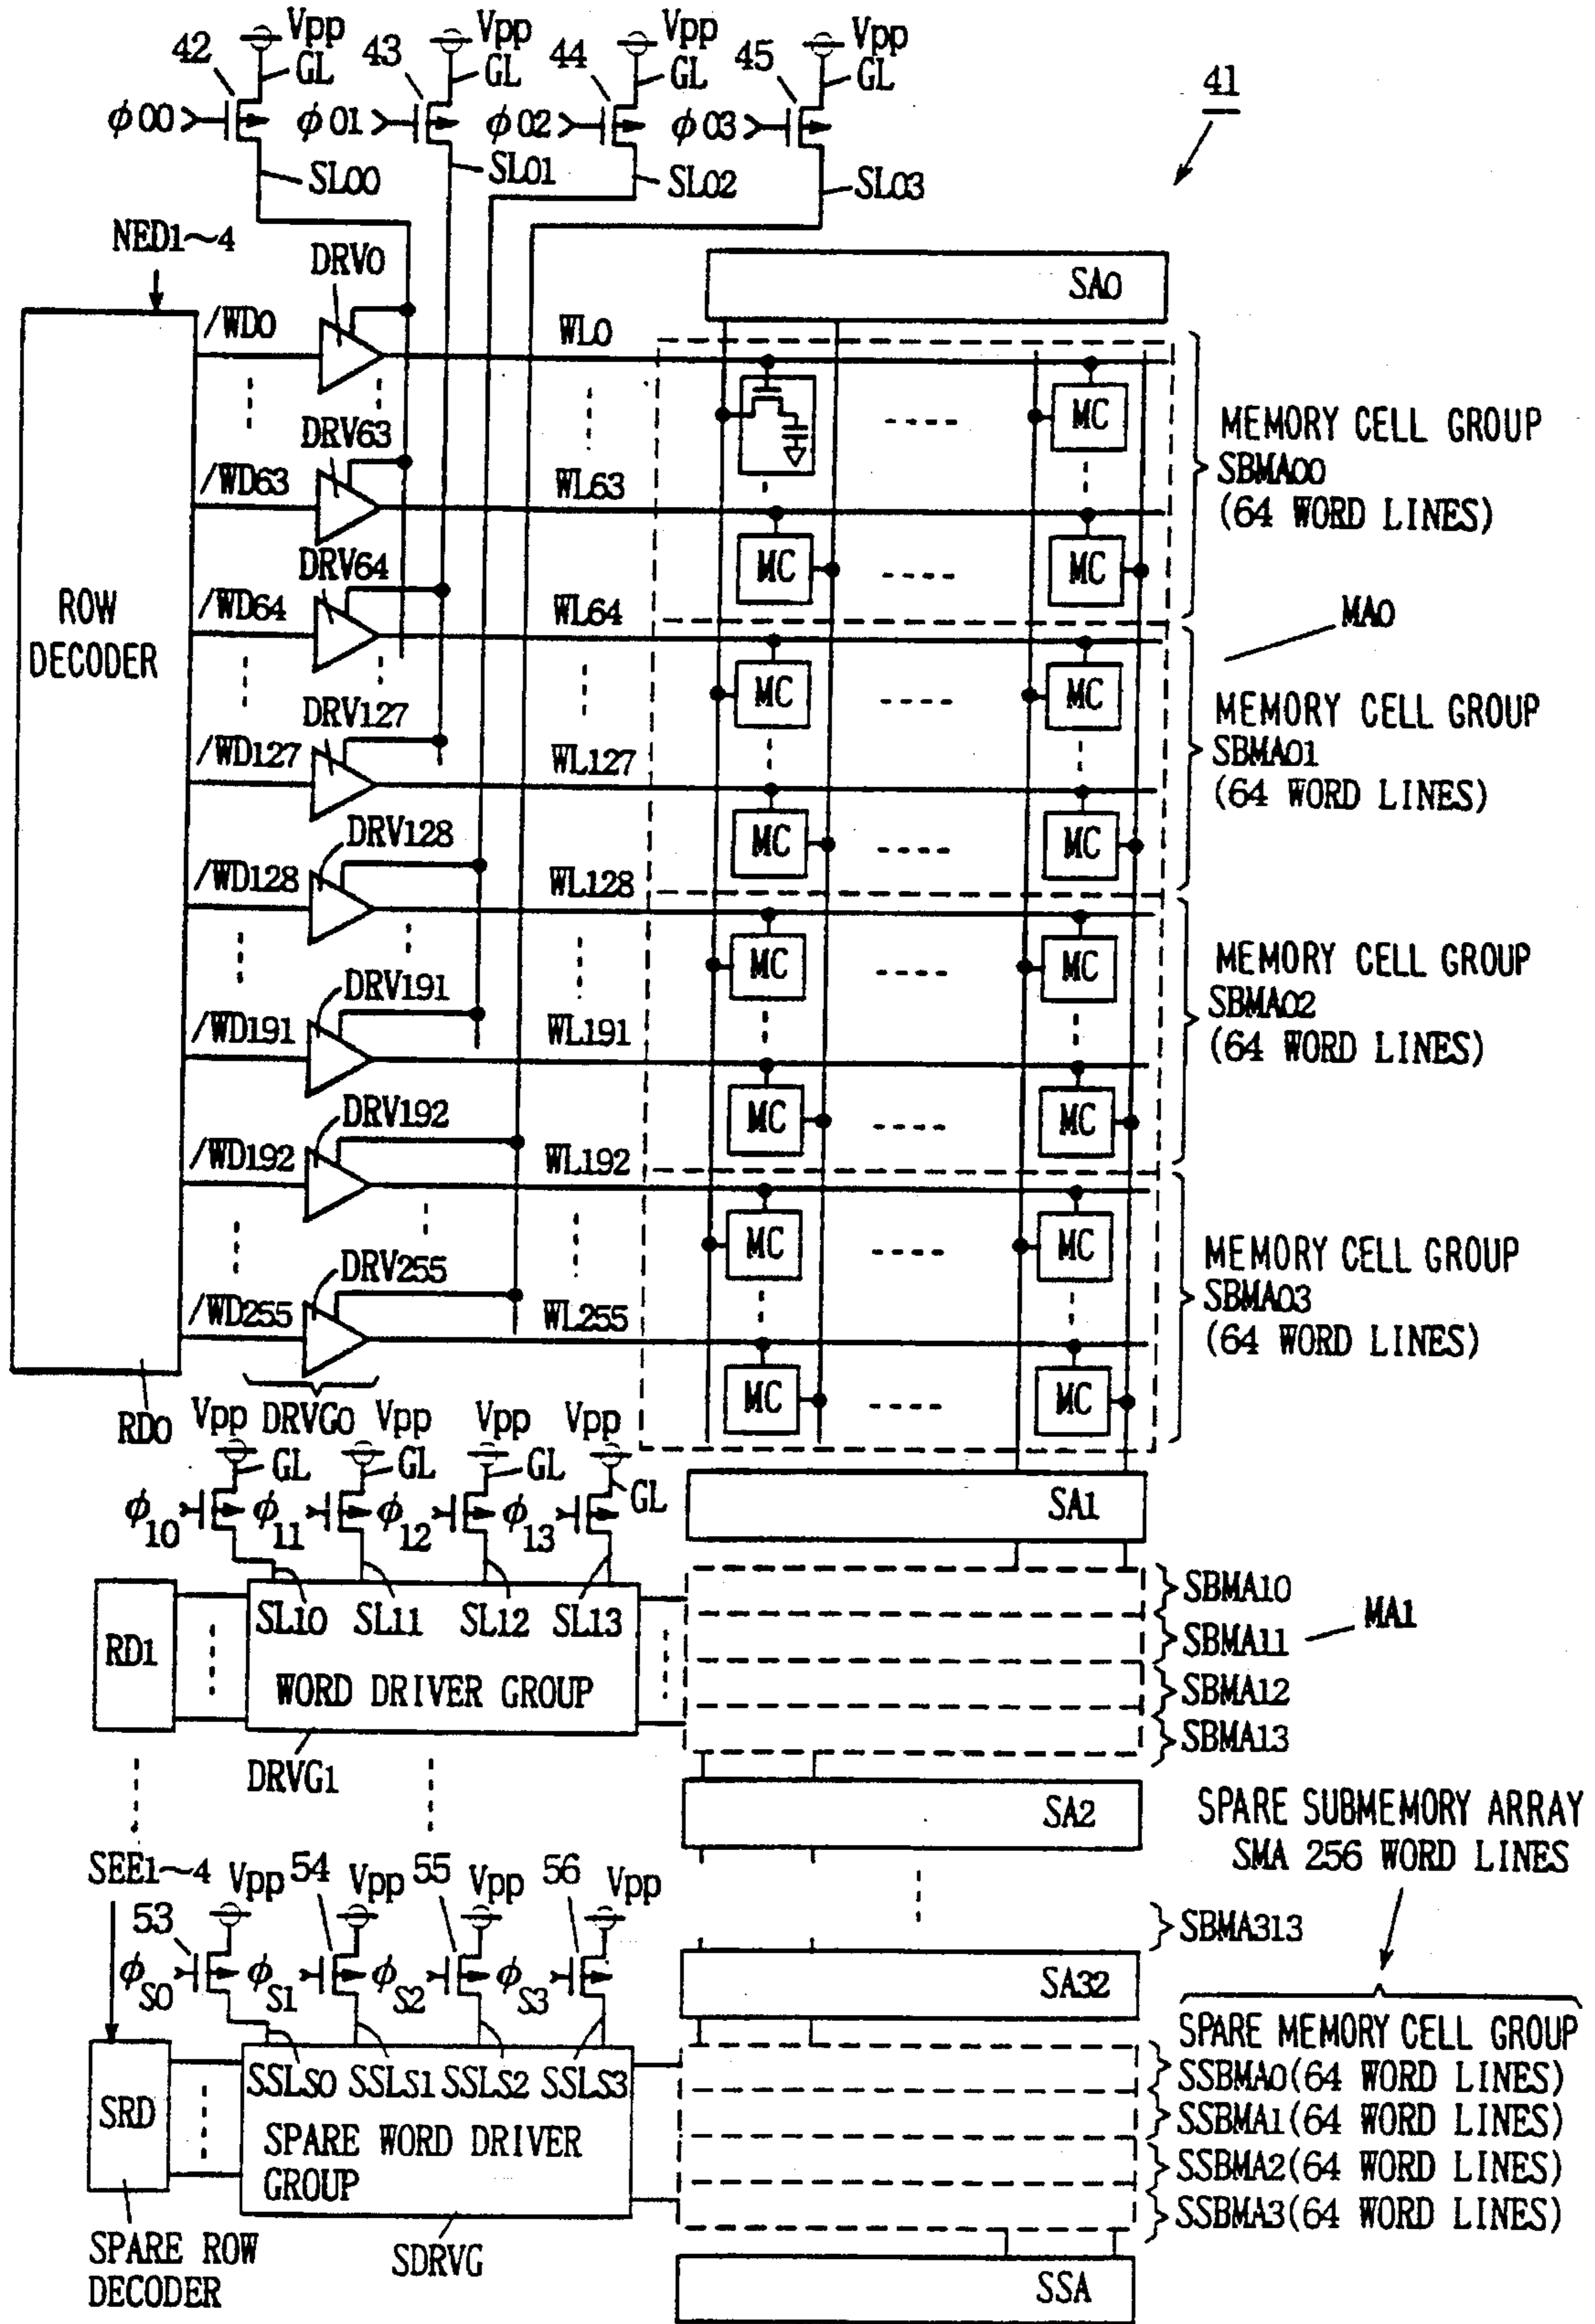 42 Vpp 43 Vpp 44 Vpp 45 Vpp
GL GL GL GL
41
φ00 φ01 φ02 φ03
SL00 SL01 SL02 SL03
NED1~4
DRV0
SA0
/WD0 WL0
MC
DRV63
MEMORY CELL GROUP
SBMA00
(64 WORD LINES)
/WD63 WL63
MC MC
DRV64
ROW
DECODER
/WD64 WL64
MA0
MC MC
DRV127
MEMORY CELL GROUP
SBMA01
(64 WORD LINES)
/WD127 WL127
MC MC
DRV128
/WD128 WL128
MC MC
MEMORY CELL GROUP
SBMA02
(64 WORD LINES)
DRV191
/WD191 WL191
MC MC
DRV192
/WD192 WL192
MC MC
MEMORY CELL GROUP
SBMA03
(64 WORD LINES)
DRV255
/WD255 WL255
MC MC
RD0 Vpp DRVG0 Vpp Vpp Vpp
GL GL GL GL
φ10 φ11 φ12 φ13
SA1
SBMA10
SL10 SL11 SL12 SL13
SBMA11 MA1
RD1
WORD DRIVER GROUP
SBMA12
SBMA13
DRVG1
SA2
SPARE SUBMEMORY ARRAY
SMA 256 WORD LINES
SEE1~4 Vpp 54 Vpp 55 Vpp 56 Vpp
53
SBMA313
φS0 φS1 φS2 φS3
SA32
SPARE MEMORY CELL GROUP
SSLS0 SSLS1 SSLS2 SSLS3
SSBMA0(64 WORD LINES)
SRD
SSBMA1(64 WORD LINES)
SPARE WORD DRIVER
GROUP
SSBMA2(64 WORD LINES)
SSBMA3(64 WORD LINES)
SPARE ROW
DECODER
SDRVG
SSA